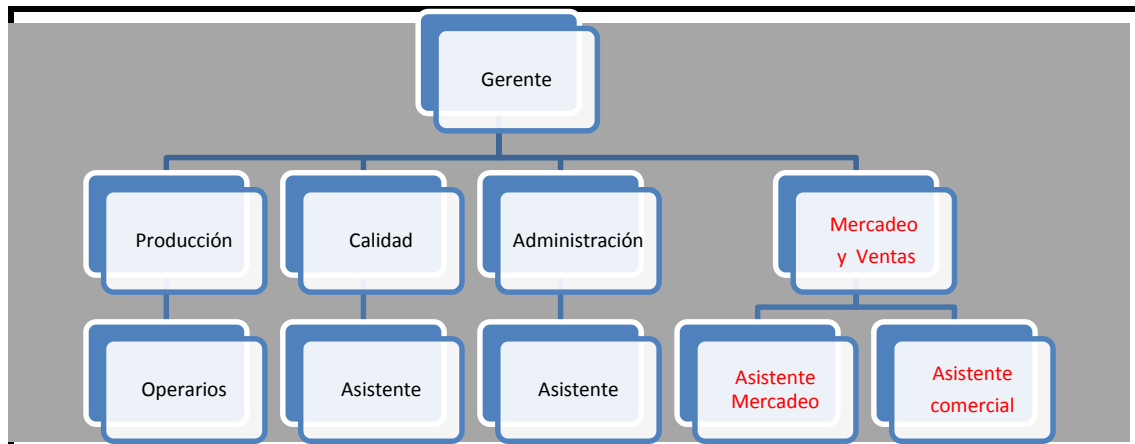 Gerente
Producción
Calidad
Administración
Mercadeo
y Ventas
Operarios
Asistente
Asistente
Asistente
Mercadeo
Asistente
comercial